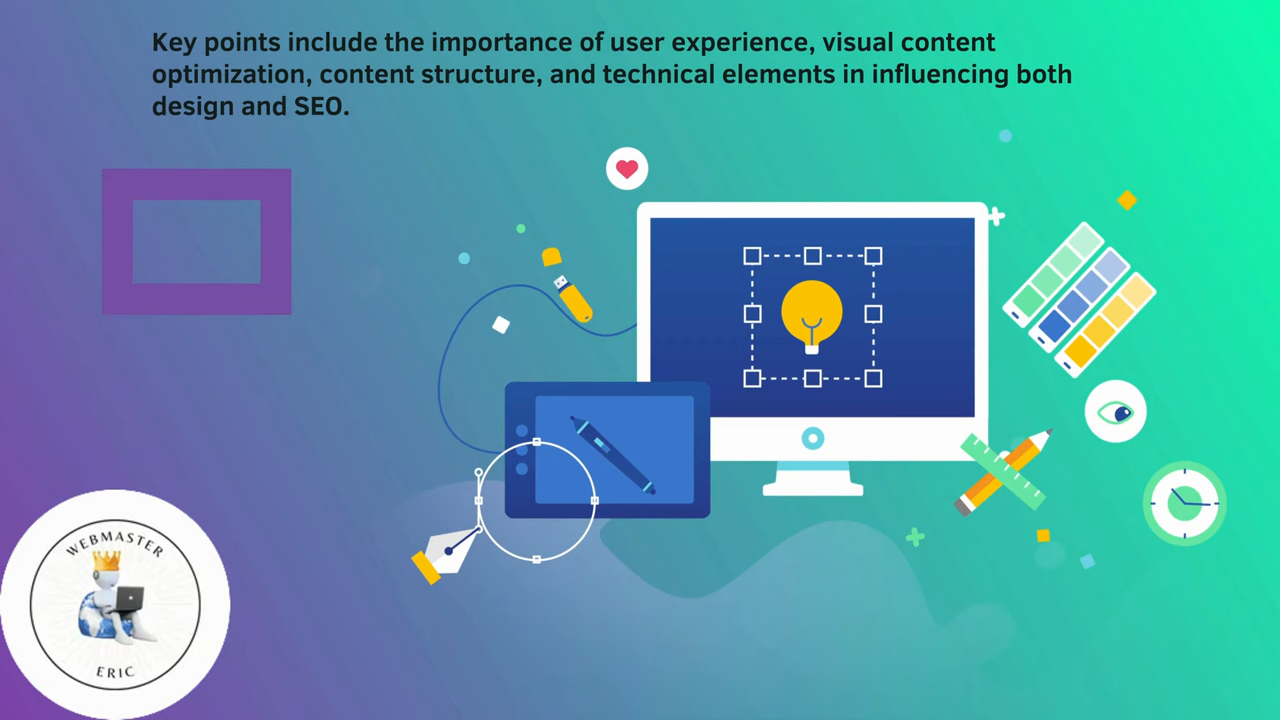 Key points include the importance of user experience, visual content
optimization, content structure, and technical elements in influencing both
design and SEO.
WEBMASTER
ERIC